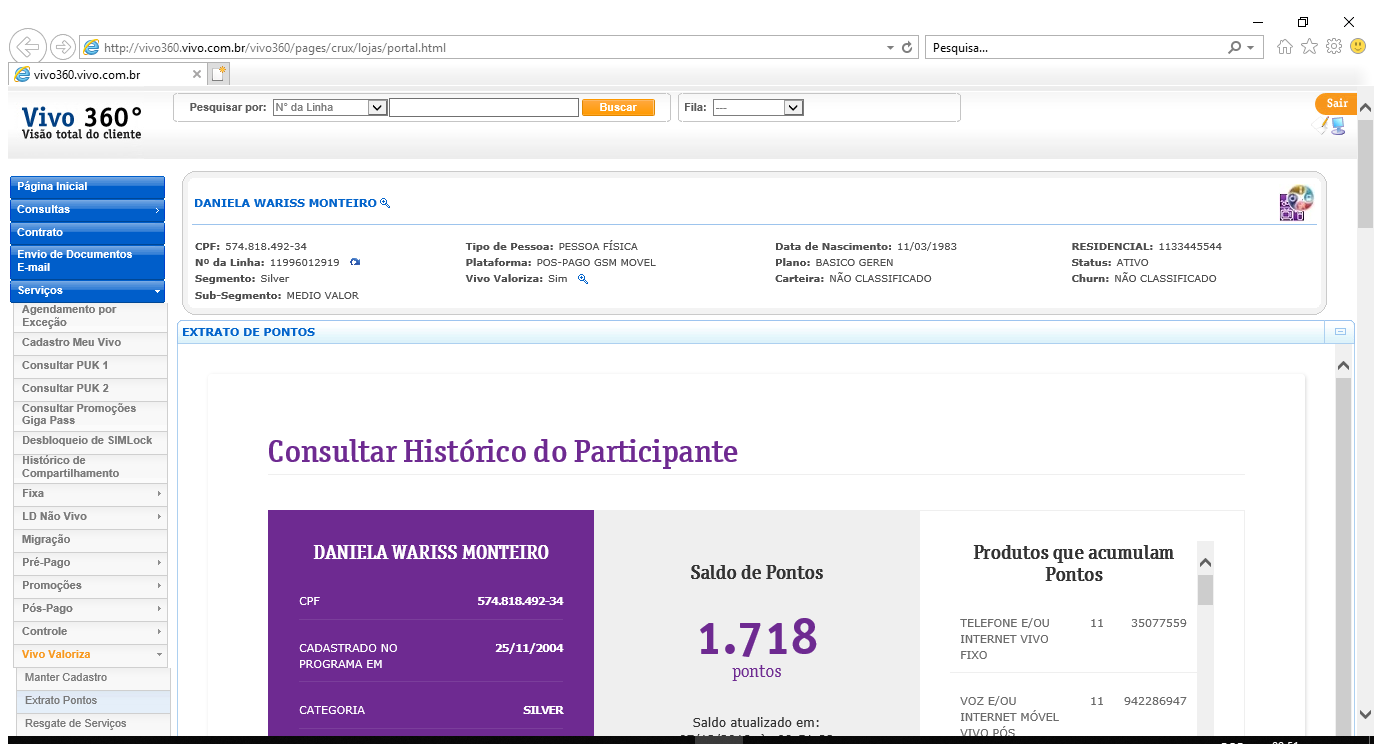 http://vivo360.vivo.com.br/vivo360/pages/crux/lojas/portal.html
Pesquisa...
vivo360.vivo.com.br
Vivo 360°
Visão total do cliente
Pesquisar por: N° da Linha Buscar
Fila: ---
Sair
Página Inicial
Consultas
Contrato
Envio de Documentos
E-mail
Serviços
Agendamento por
Exceção
Cadastro Meu Vivo
Consultar PUK 1
Consultar PUK 2
Consultar Promoções
Giga Pass
Desbloqueio de SIMLock
Histórico de
Compartilhamento
Fixa
LD Não Vivo
Migração
Pré-Pago
Promoções
Pós-Pago
Controle
Vivo Valoriza
Manter Cadastro
Extrato Pontos
Resgate de Serviços
DANIELA WARISS MONTEIRO
CPF: 574.818.492-34
Nº da Linha: 11996012919
Segmento: Silver
Sub-Segmento: MEDIO VALOR
Tipo de Pessoa: PESSOA FÍSICA
Plataforma: POS-PAGO GSM MOVEL
Vivo Valoriza: Sim
Data de Nascimento: 11/03/1983
Plano: BASICO GEREN
Carteira: NÃO CLASSIFICADO
RESIDENCIAL: 1133445544
Status: ATIVO
Churn: NÃO CLASSIFICADO
EXTRATO DE PONTOS
Consultar Histórico do Participante
DANIELA WARISS MONTEIRO
CPF 574.818.492-34
CADASTRADO NO
PROGRAMA EM
25/11/2004
CATEGORIA SILVER
Saldo de Pontos
1.718
pontos
Saldo atualizado em:
Produtos que acumulam
Pontos
TELEFONE E/OU
INTERNET VIVO
FIXO
11 35077559
VOZ E/OU
INTERNET MÓVEL
VIVO PÓS
11 942286947